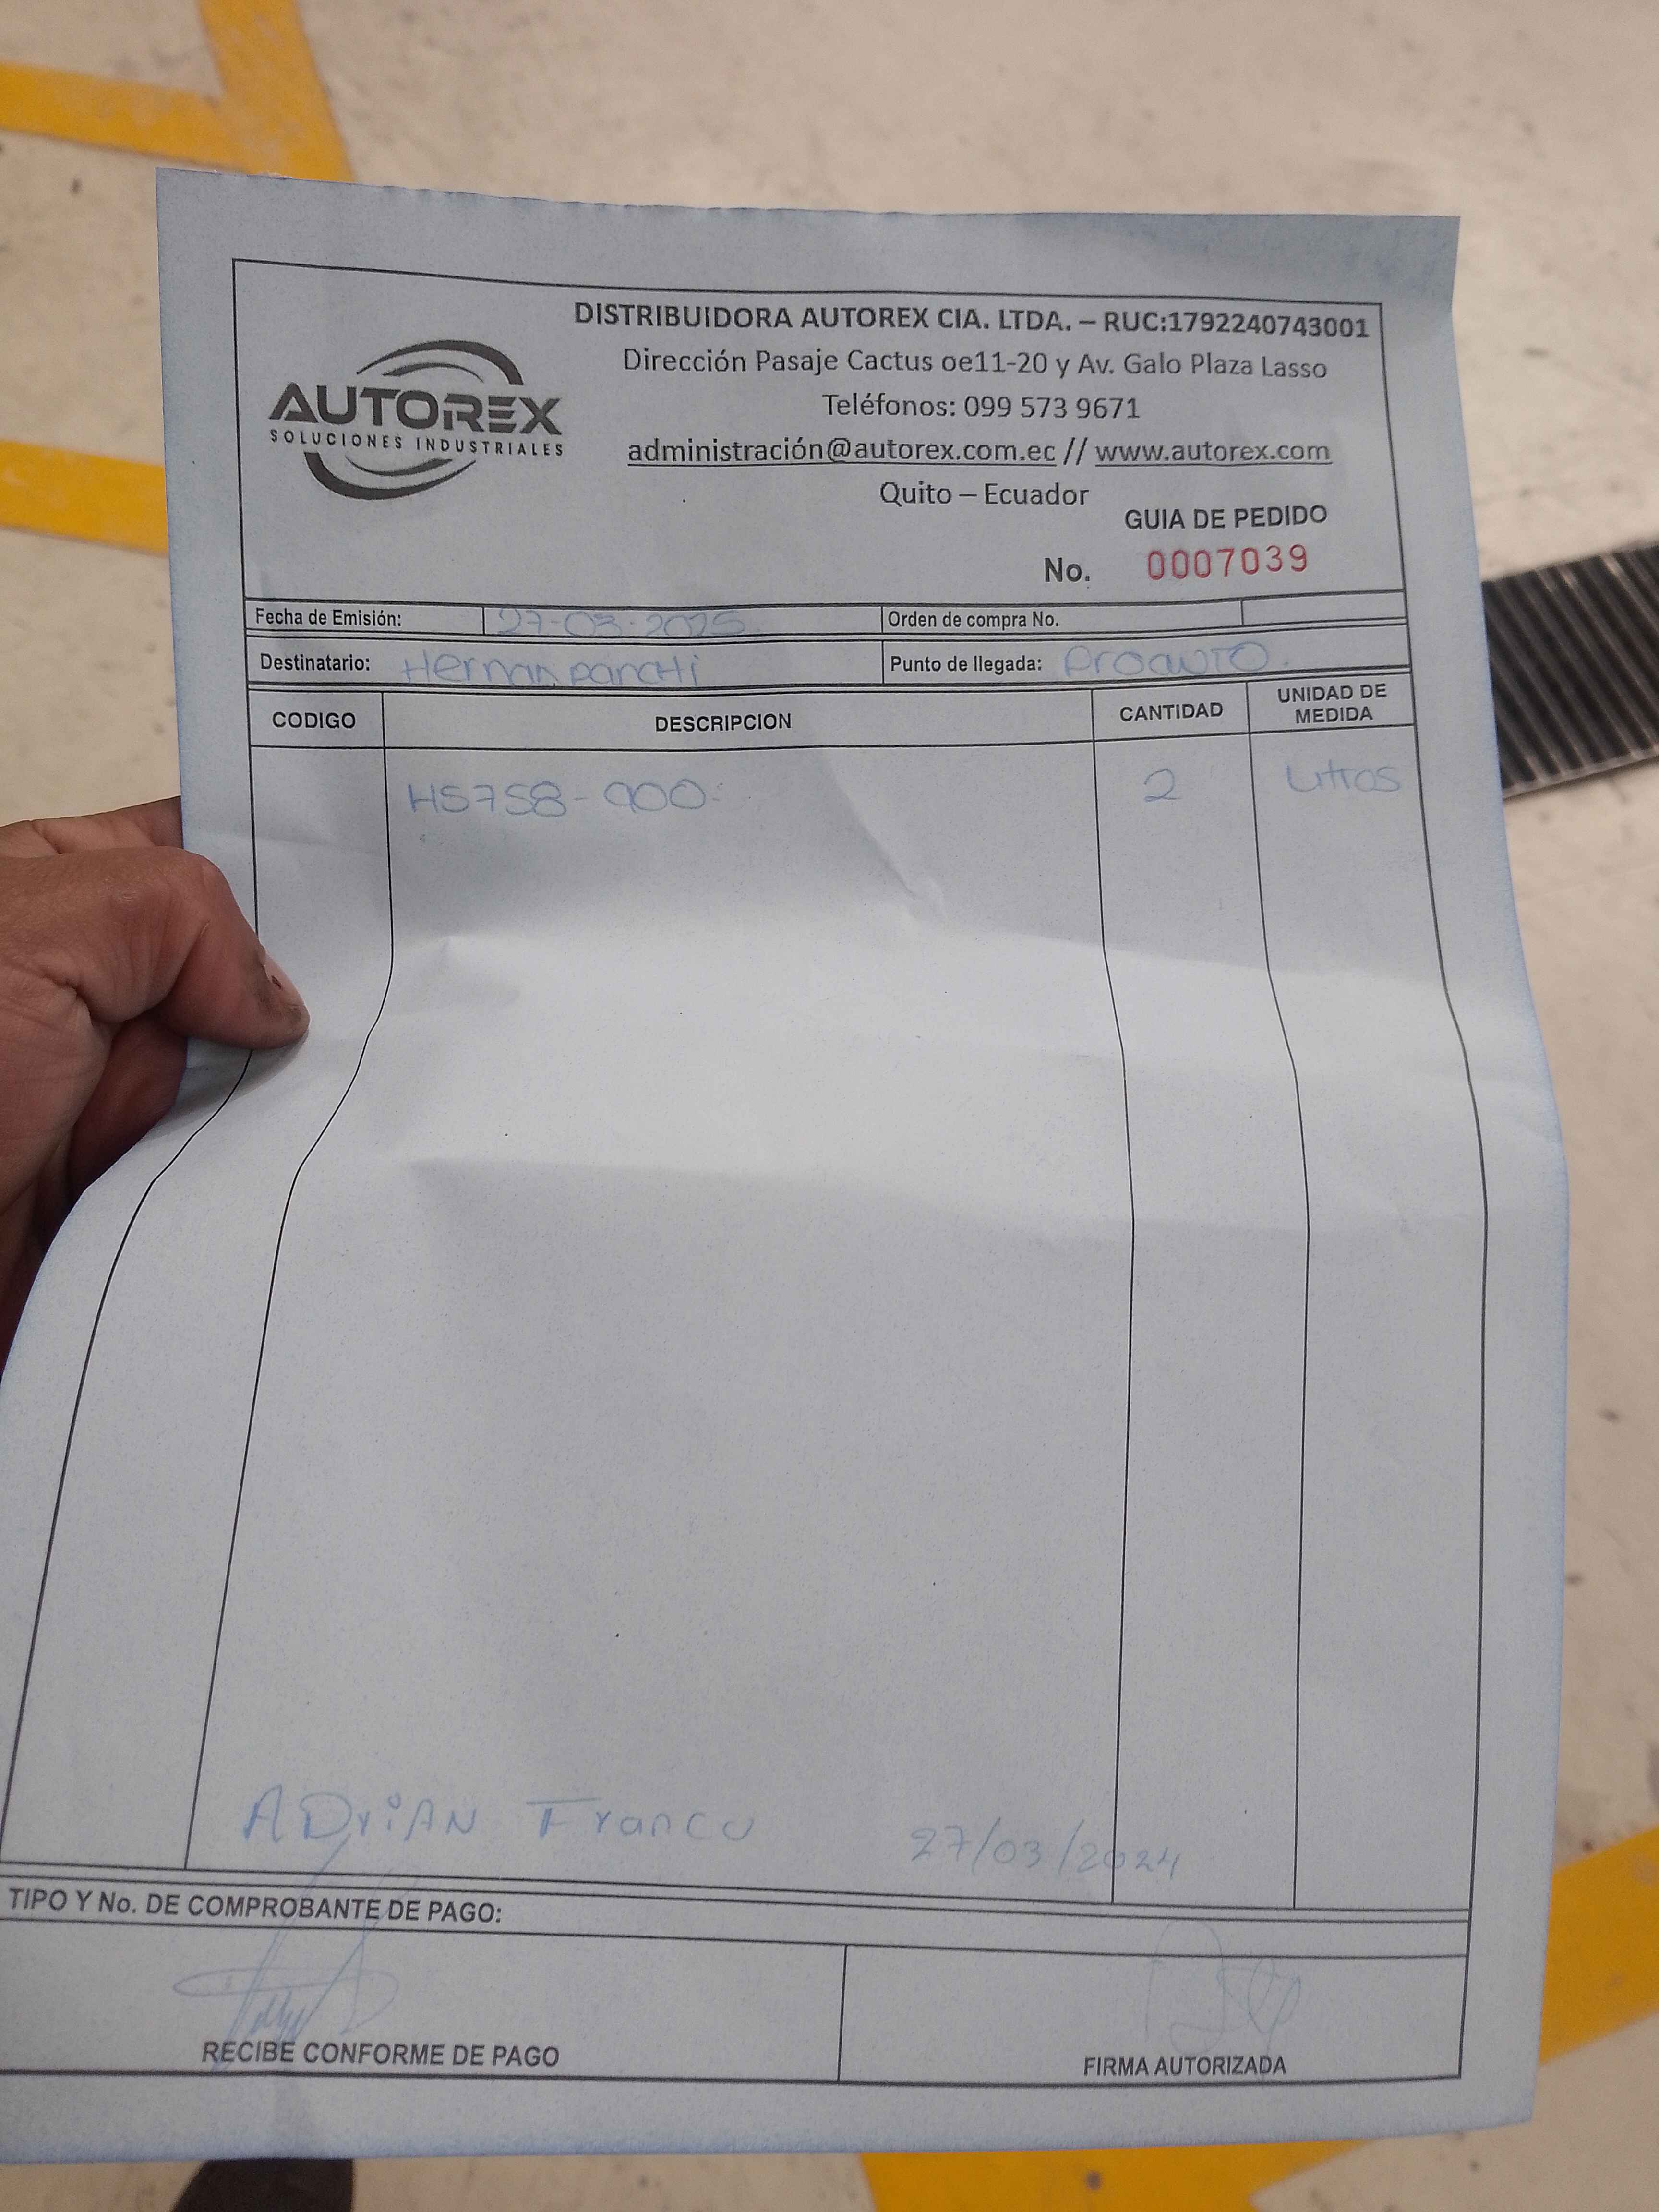 DISTRIBUIDORA AUTOREX CIA. LTDA. – RUC:1792240743001
Dirección Pasaje Cactus oe11-20 y Av. Galo Plaza Lasso
Teléfonos: 099 573 9671
administración@autorex.com.ec // www.autorex.com
Quito – Ecuador
AUTOREX
SOLUCIONES INDUSTRIALES
GUIA DE PEDIDO
No. 0007039
Fecha de Emisión: 27-03-2025 Orden de compra No.
Destinatario: Hernan panchi Punto de llegada: Proauto
CODIGO DESCRIPCION CANTIDAD UNIDAD DE MEDIDA
HS758-900 2 Litros
ADriAN Franco 27/03/2024
TIPO Y No. DE COMPROBANTE DE PAGO:
RECIBE CONFORME DE PAGO FIRMA AUTORIZADA